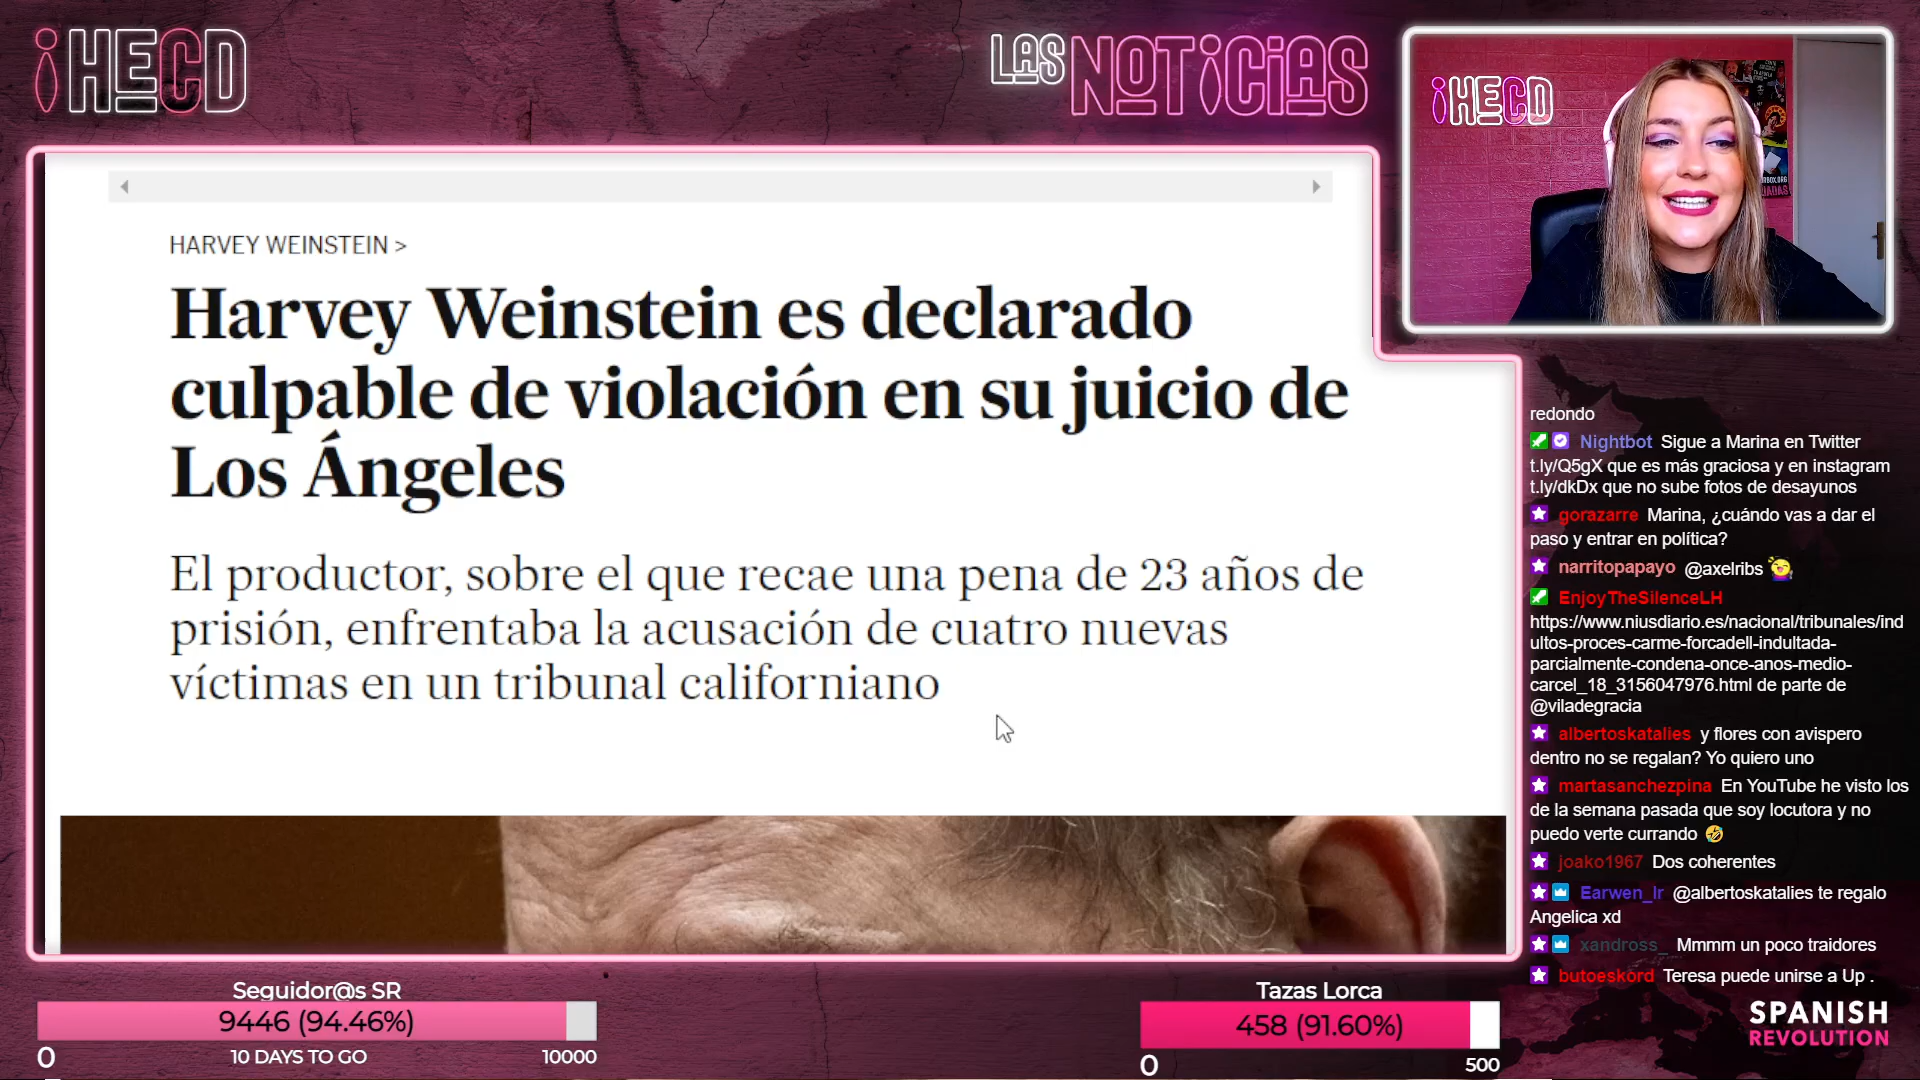 ¡HECD
LAS NOTICIAS
¡HECD
HARVEY WEINSTEIN >
Harvey Weinstein es declarado
culpable de violación en su juicio de
Los Ángeles
El productor, sobre el que recae una pena de 23 años de
prisión, enfrentaba la acusación de cuatro nuevas
víctimas en un tribunal californiano
redondo
Nightbot Sigue a Marina en Twitter
t.ly/Q5gX que es más graciosa y en instagram
t.ly/dkDx que no sube fotos de desayunos
gorazarre Marina, ¿cuándo vas a dar el
paso y entrar en política?
narritopapayo @axelribs
EnjoyTheSilenceLH
https://www.niusdiario.es/nacional/tribunales/ind
ultos-proces-carme-forcadell-indultada-
parcialmente-condena-once-anos-medio-
carcel_18_3156047976.html de parte de
@viladegracia
albertoskatalies y flores con avispero
dentro no se regalan? Yo quiero uno
martasanchezpina En YouTube he visto los
de la semana pasada que soy locutora y no
puedo verte currando 🤣
joako1967 Dos coherentes
Earwen_Ir @albertoskatalies te regalo
Angelica xd
xandross_ Mmmm un poco traidores
butoeskord Teresa puede unirse a Up .
Seguidor@s SR
9446 (94.46%)
0 10 DAYS TO GO 10000
Tazas Lorca
458 (91.60%)
0 500
SPANISH
REVOLUTION